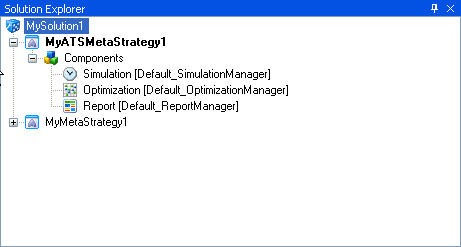 Solution Explorer
MySolution1
MyATSMetaStrategy1
Components
Simulation [Default_SimulationManager]
Optimization [Default_OptimizationManager]
Report [Default_ReportManager]
MyMetaStrategy1